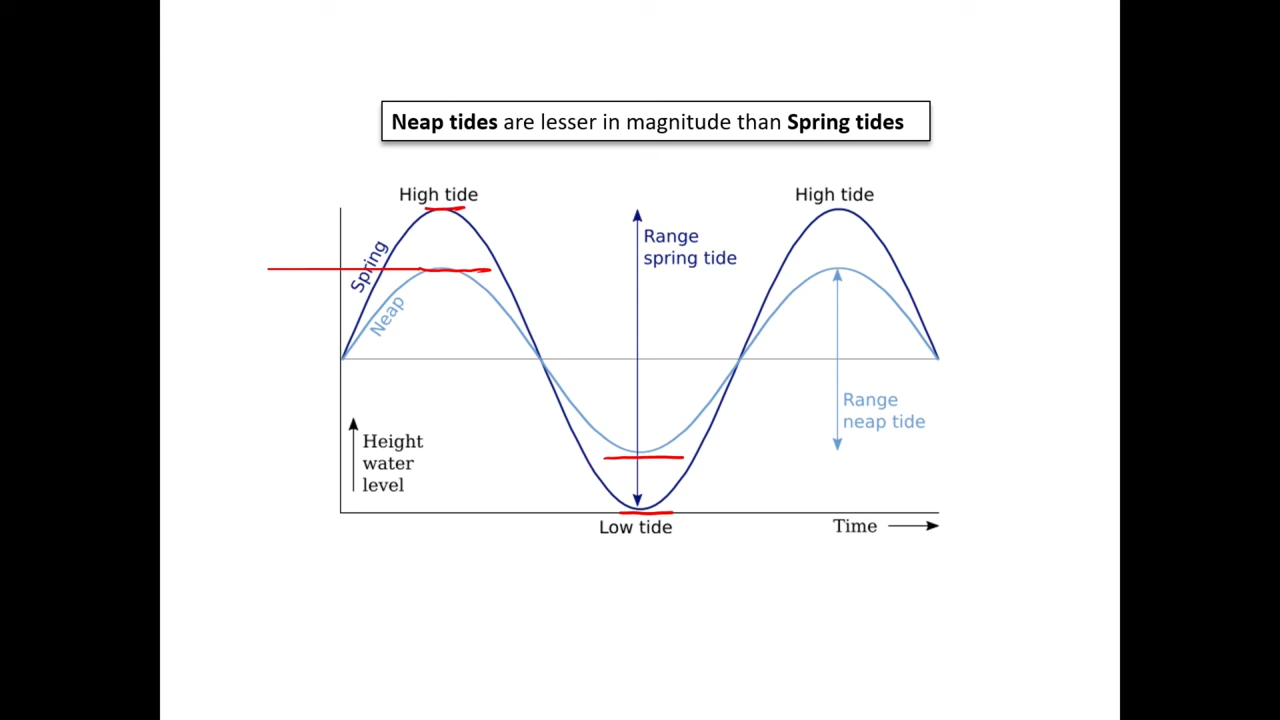 Neap tides are lesser in magnitude than Spring tides
High tide
High tide
Spring
Neap
Range
spring tide
Range
neap tide
Height
water
level
Low tide
Time